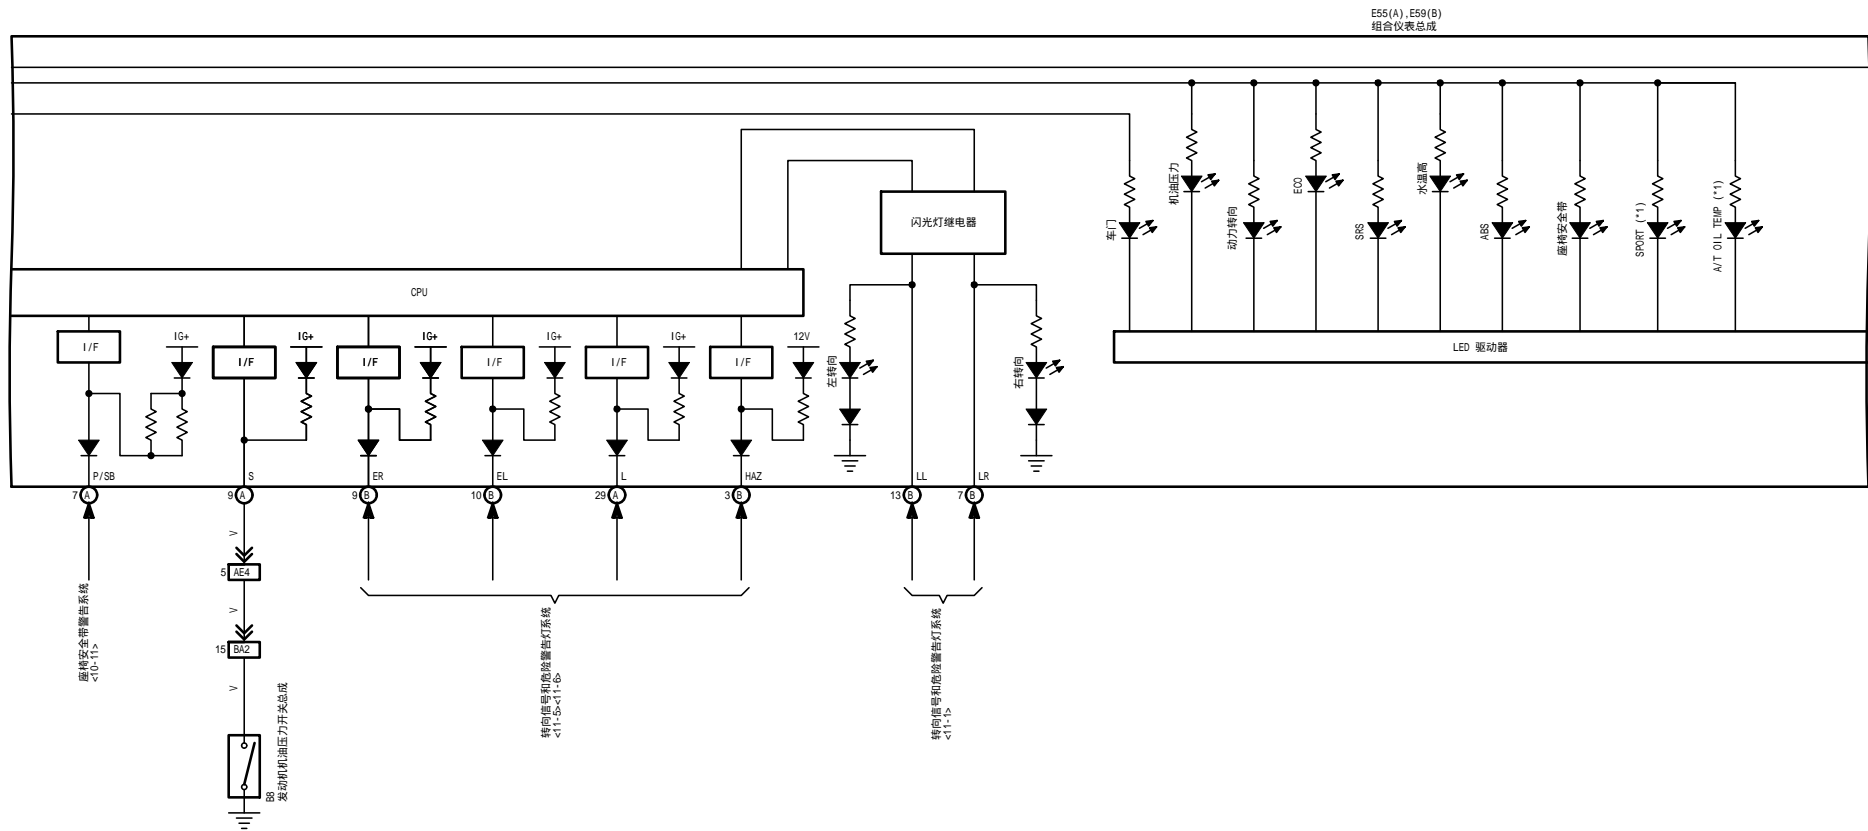 E55(A),E59(B)
组合仪表总成
闪光灯继电器
CPU
LED 驱动器
车门
机油压力
动力转向
ECO
SRS
水温高
ABS
座椅安全带
SPORT (*1)
A/T OIL TEMP (*1)
I/F
IG+
I/F
IG+
I/F
IG+
I/F
IG+
I/F
IG+
I/F
12V
左转向
右转向
P/SB
S
ER
EL
L
HAZ
LL
LR
7 A
9 A
9 B
10 B
29 A
3 B
13 B
7 B
V
5 AE4
V
15 BA2
V
座椅安全带警告系统
<10-11>
转向信号和危险警告灯系统
<11-5><11-6>
转向信号和危险警告灯系统
<11-1>
B8
发动机机油压力开关总成